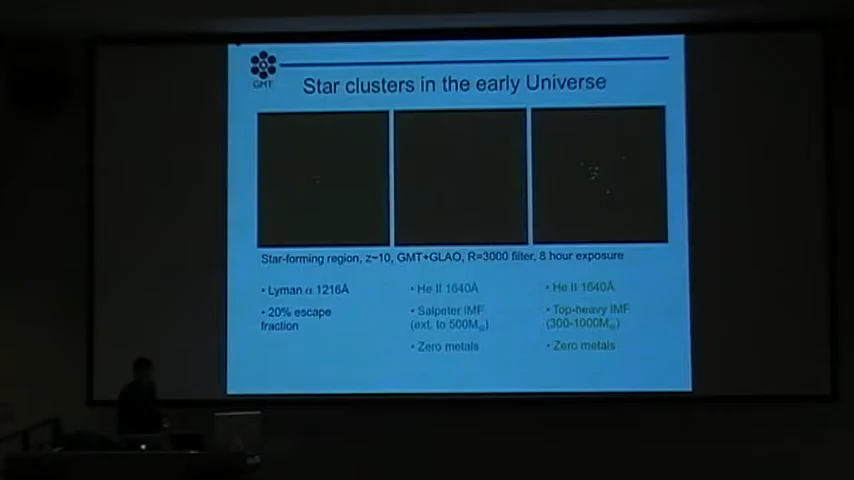 GMT
Star clusters in the early Universe
Star-forming region, z~10, GMT+GLAO, R=3000 filter, 8 hour exposure
• Lyman α 1216Å
• 20% escape
fraction
• He II 1640Å
• Salpeter IMF
(ext. to 500M⊙)
• Zero metals
• He II 1640Å
• Top-heavy IMF
(300-1000M⊙)
• Zero metals